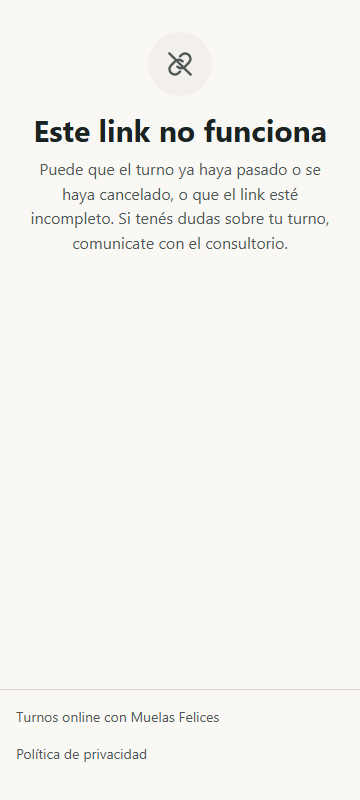 Este link no funciona
Puede que el turno ya haya pasado o se
haya cancelado, o que el link esté
incompleto. Si tenés dudas sobre tu turno,
comunicate con el consultorio.
Turnos online con Muelas Felices
Política de privacidad